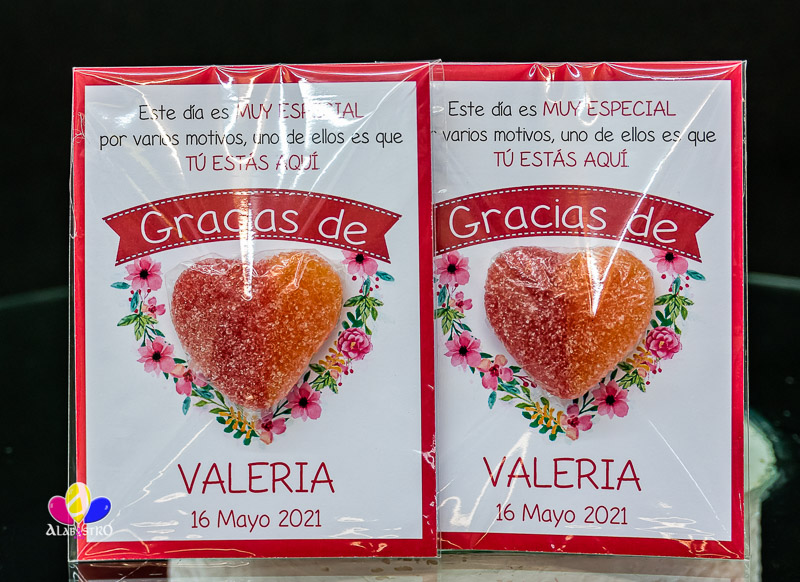 Este día es MUY ESPECIAL
por varios motivos, uno de ellos es que
TÚ ESTÁS AQUÍ
Gracias de
VALERIA
16 Mayo 2021
Este día es MUY ESPECIAL
varios motivos, uno de ellos es que
TÚ ESTÁS AQUÍ
Gracias de
VALERIA
16 Mayo 2021